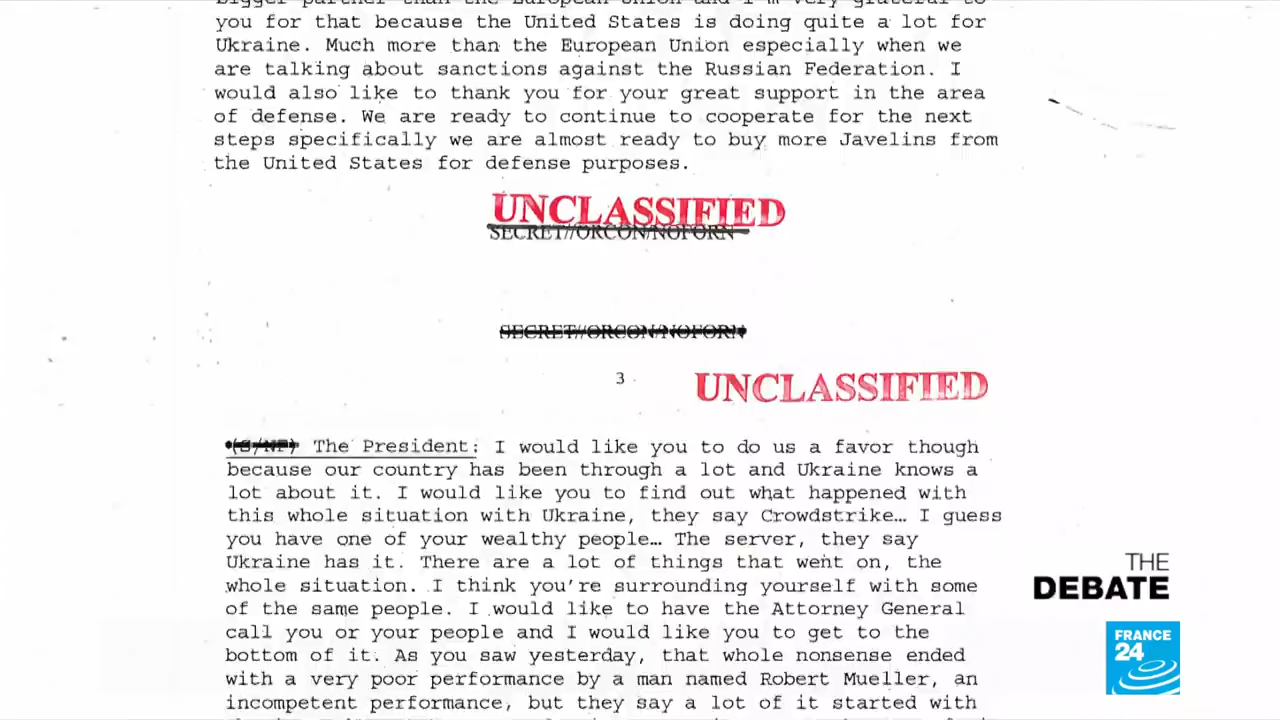 bigger partner than the European Union and I'm very grateful to
you for that because the United States is doing quite a lot for
Ukraine. Much more than the European Union especially when we
are talking about sanctions against the Russian Federation. I
would also like to thank you for your great support in the area
of defense. We are ready to continue to cooperate for the next
steps specifically we are almost ready to buy more Javelins from
the United States for defense purposes.
UNCLASSIFIED
SECRET//ORCON/NOFORN
SECRET//ORCON/NOFORN
3
UNCLASSIFIED
(S/NF) The President: I would like you to do us a favor though
because our country has been through a lot and Ukraine knows a
lot about it. I would like you to find out what happened with
this whole situation with Ukraine, they say Crowdstrike… I guess
you have one of your wealthy people… The server, they say
Ukraine has it. There are a lot of things that went on, the
whole situation. I think you're surrounding yourself with some
of the same people. I would like to have the Attorney General
call you or your people and I would like you to get to the
bottom of it. As you saw yesterday, that whole nonsense ended
with a very poor performance by a man named Robert Mueller, an
incompetent performance, but they say a lot of it started with
THE
DEBATE
FRANCE
24